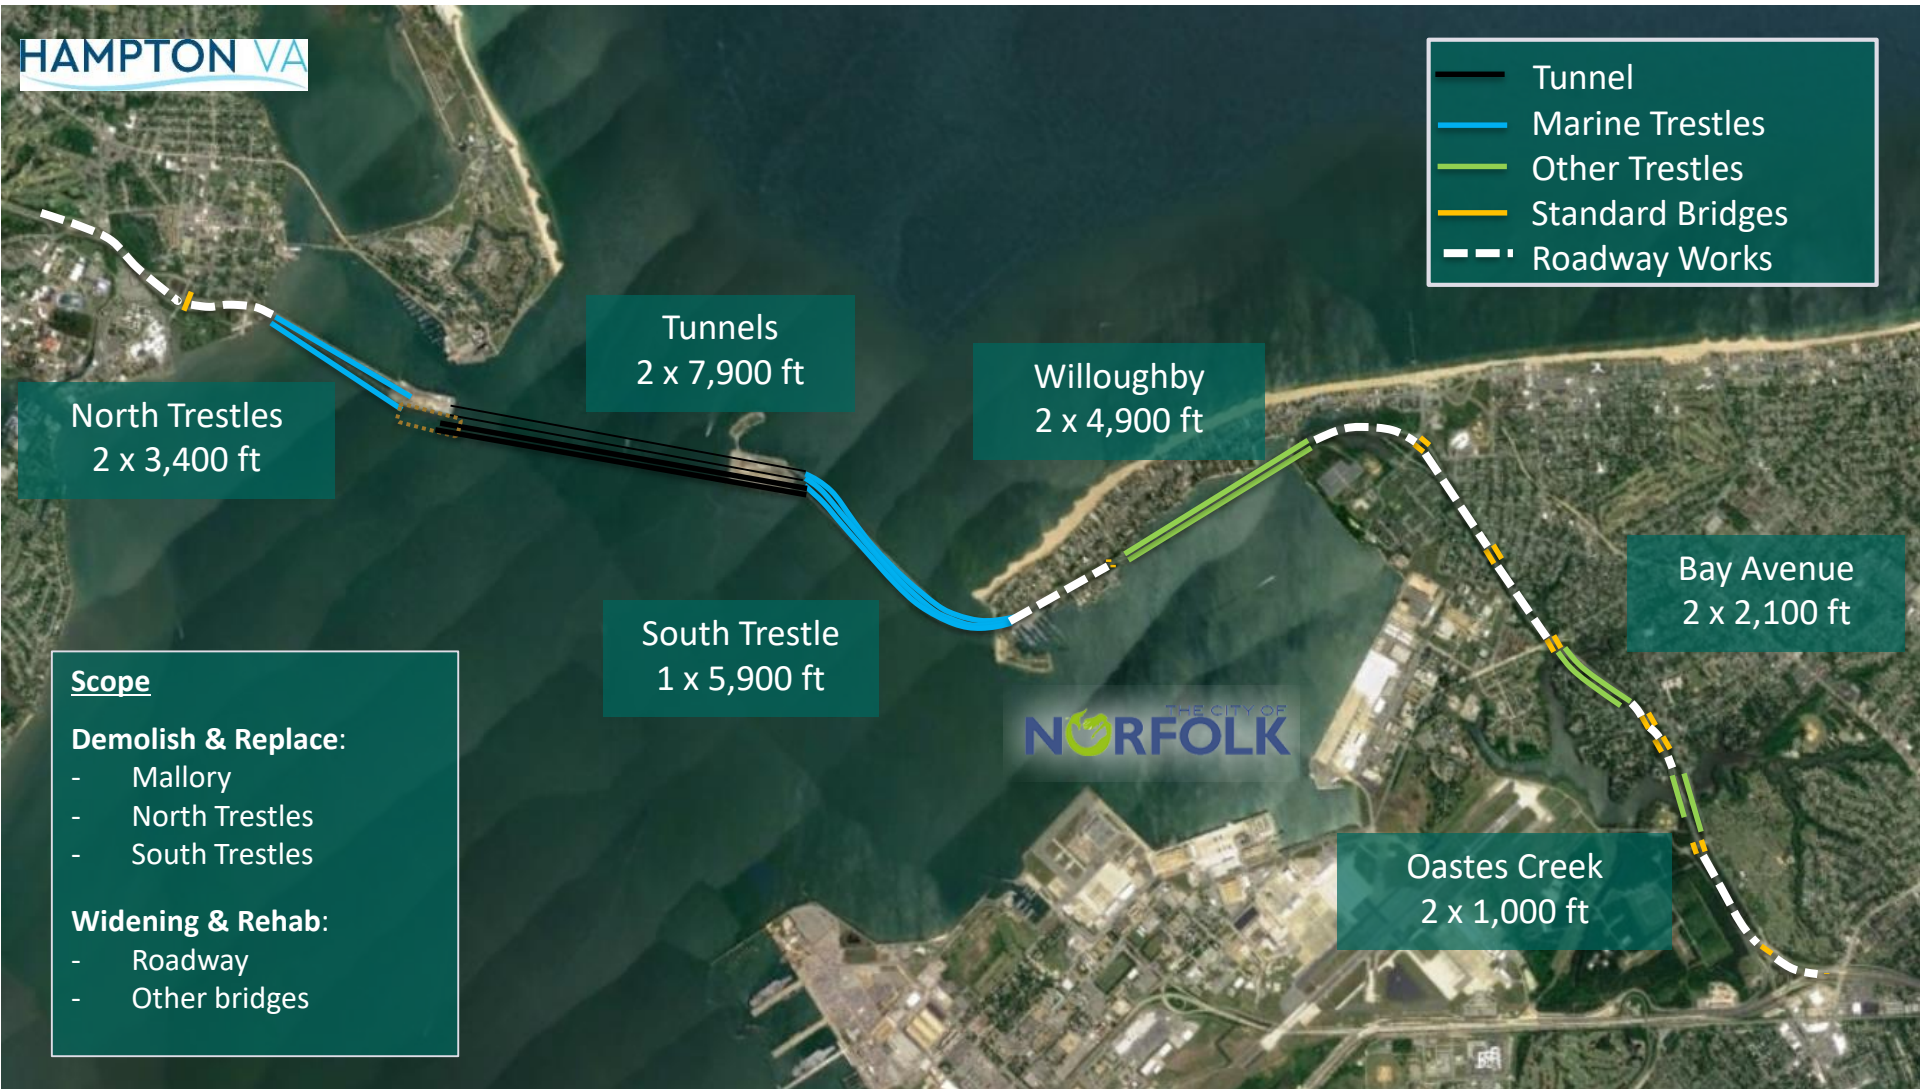 HAMPTON VA
Tunnel
Marine Trestles
Other Trestles
Standard Bridges
Roadway Works
Tunnels
2 x 7,900 ft
Willoughby
2 x 4,900 ft
North Trestles
2 x 3,400 ft
Bay Avenue
2 x 2,100 ft
South Trestle
1 x 5,900 ft
Scope
Demolish & Replace:
- Mallory
- North Trestles
- South Trestles
Widening & Rehab:
- Roadway
- Other bridges
THE CITY OF
NORFOLK
Oastes Creek
2 x 1,000 ft